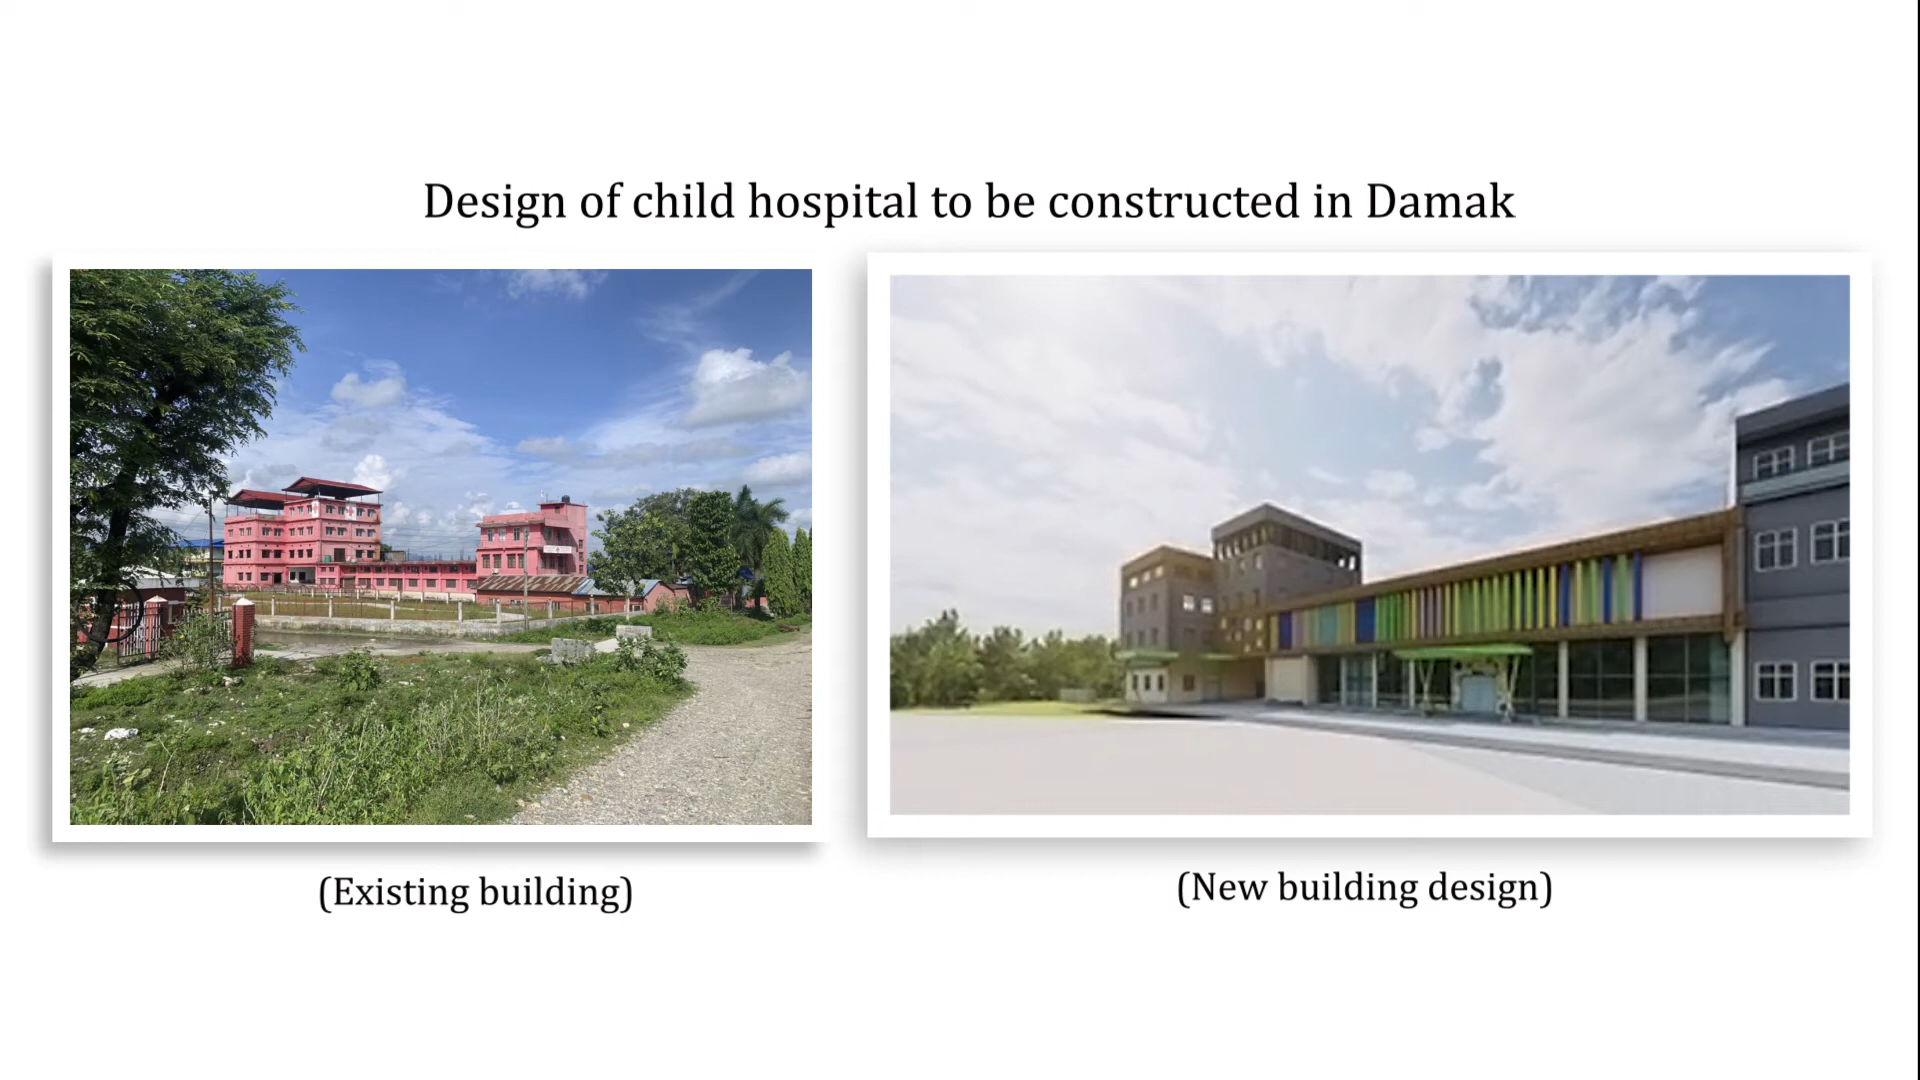 Design of child hospital to be constructed in Damak
(Existing building)
(New building design)